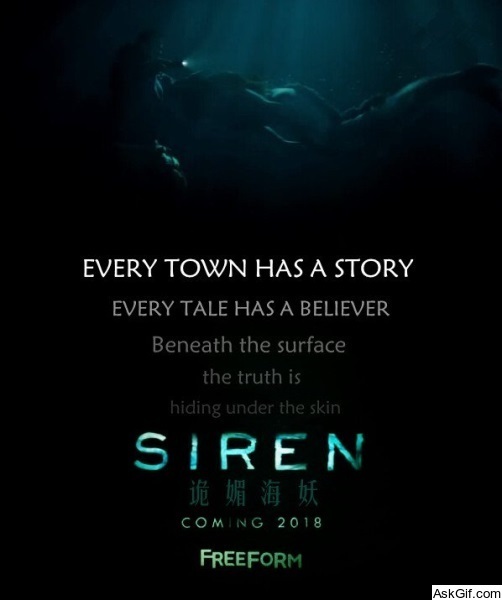 EVERY TOWN HAS A STORY
EVERY TALE HAS A BELIEVER
Beneath the surface
the truth is
hiding under the skin
SIREN
诡媚海妖
COMING 2018
FREEFORM
AskGif.com